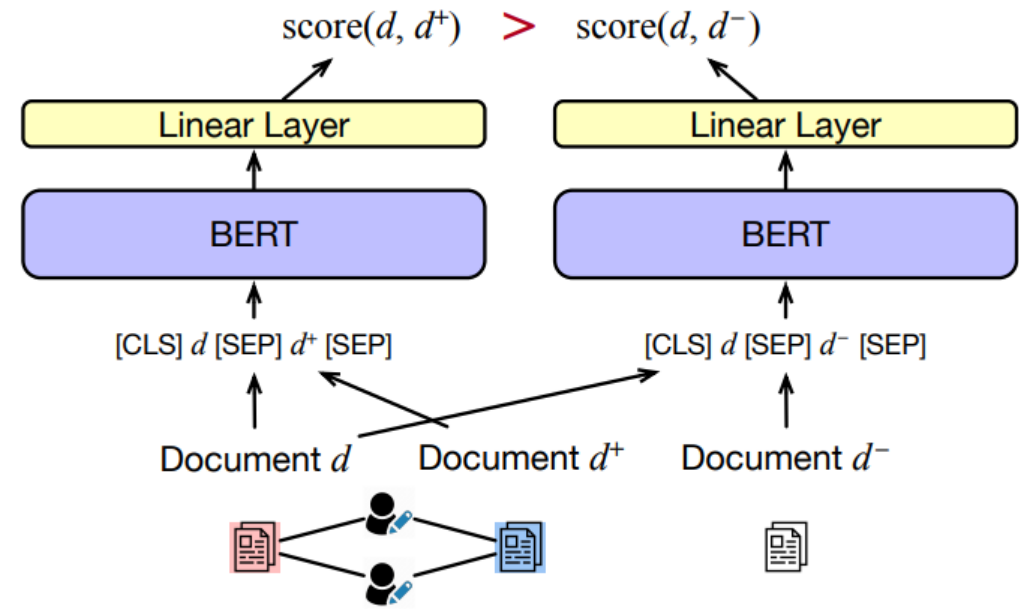 score(d, d⁺) > score(d, d⁻)
Linear Layer Linear Layer
BERT BERT
[CLS] d [SEP] d⁺ [SEP] [CLS] d [SEP] d⁻ [SEP]
Document d Document d⁺ Document d⁻